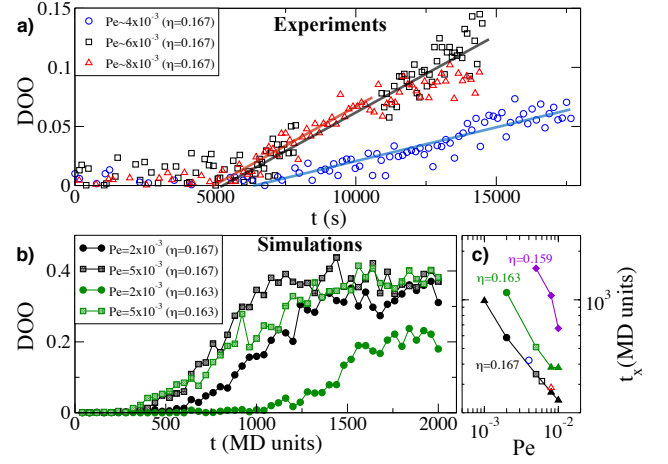 a)
Experiments
Pe~4x10⁻³ (η=0.167)
Pe~6x10⁻³ (η=0.167)
Pe~8x10⁻³ (η=0.167)
DOO
0.15
0.1
0.05
0
0 5000 10000 15000
t (s)
b)
Simulations
Pe=2x10⁻³ (η=0.167)
Pe=5x10⁻³ (η=0.167)
Pe=2x10⁻³ (η=0.163)
Pe=5x10⁻³ (η=0.163)
DOO
0.4
0.2
0
0 500 1000 1500 2000
t (MD units)
c)
η=0.159
η=0.163
η=0.167
10³
tₓ (MD units)
10⁻³ 10⁻²
Pe